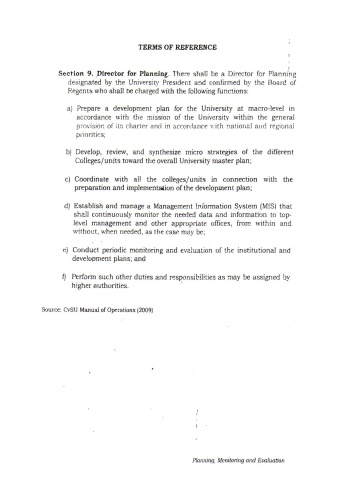 TERMS OF REFERENCE
Section 9. Director for Planning. There shall be a Director for Planning
designated by the University President and confirmed by the Board of
Regents who shall be charged with the following functions:
a) Prepare a development plan for the University at macro-level in
accordance with the mission of the University within the general
provision of its charter and in accordance with national and regional
priorities;
b) Develop, review, and synthesize micro strategies of the different
Colleges/units toward the overall University master plan;
c) Coordinate with all the colleges/units in connection with the
preparation and implementation of the development plan;
d) Establish and manage a Management Information System (MIS) that
shall continuously monitor the needed data and information to top-
level management and other appropriate offices, from within and
without, when needed, as the case may be;
e) Conduct periodic monitoring and evaluation of the institutional and
development plans; and
f) Perform such other duties and responsibilities as may be assigned by
higher authorities.
Source: CvSU Manual of Operations (2009)
Planning, Monitoring and Evaluation